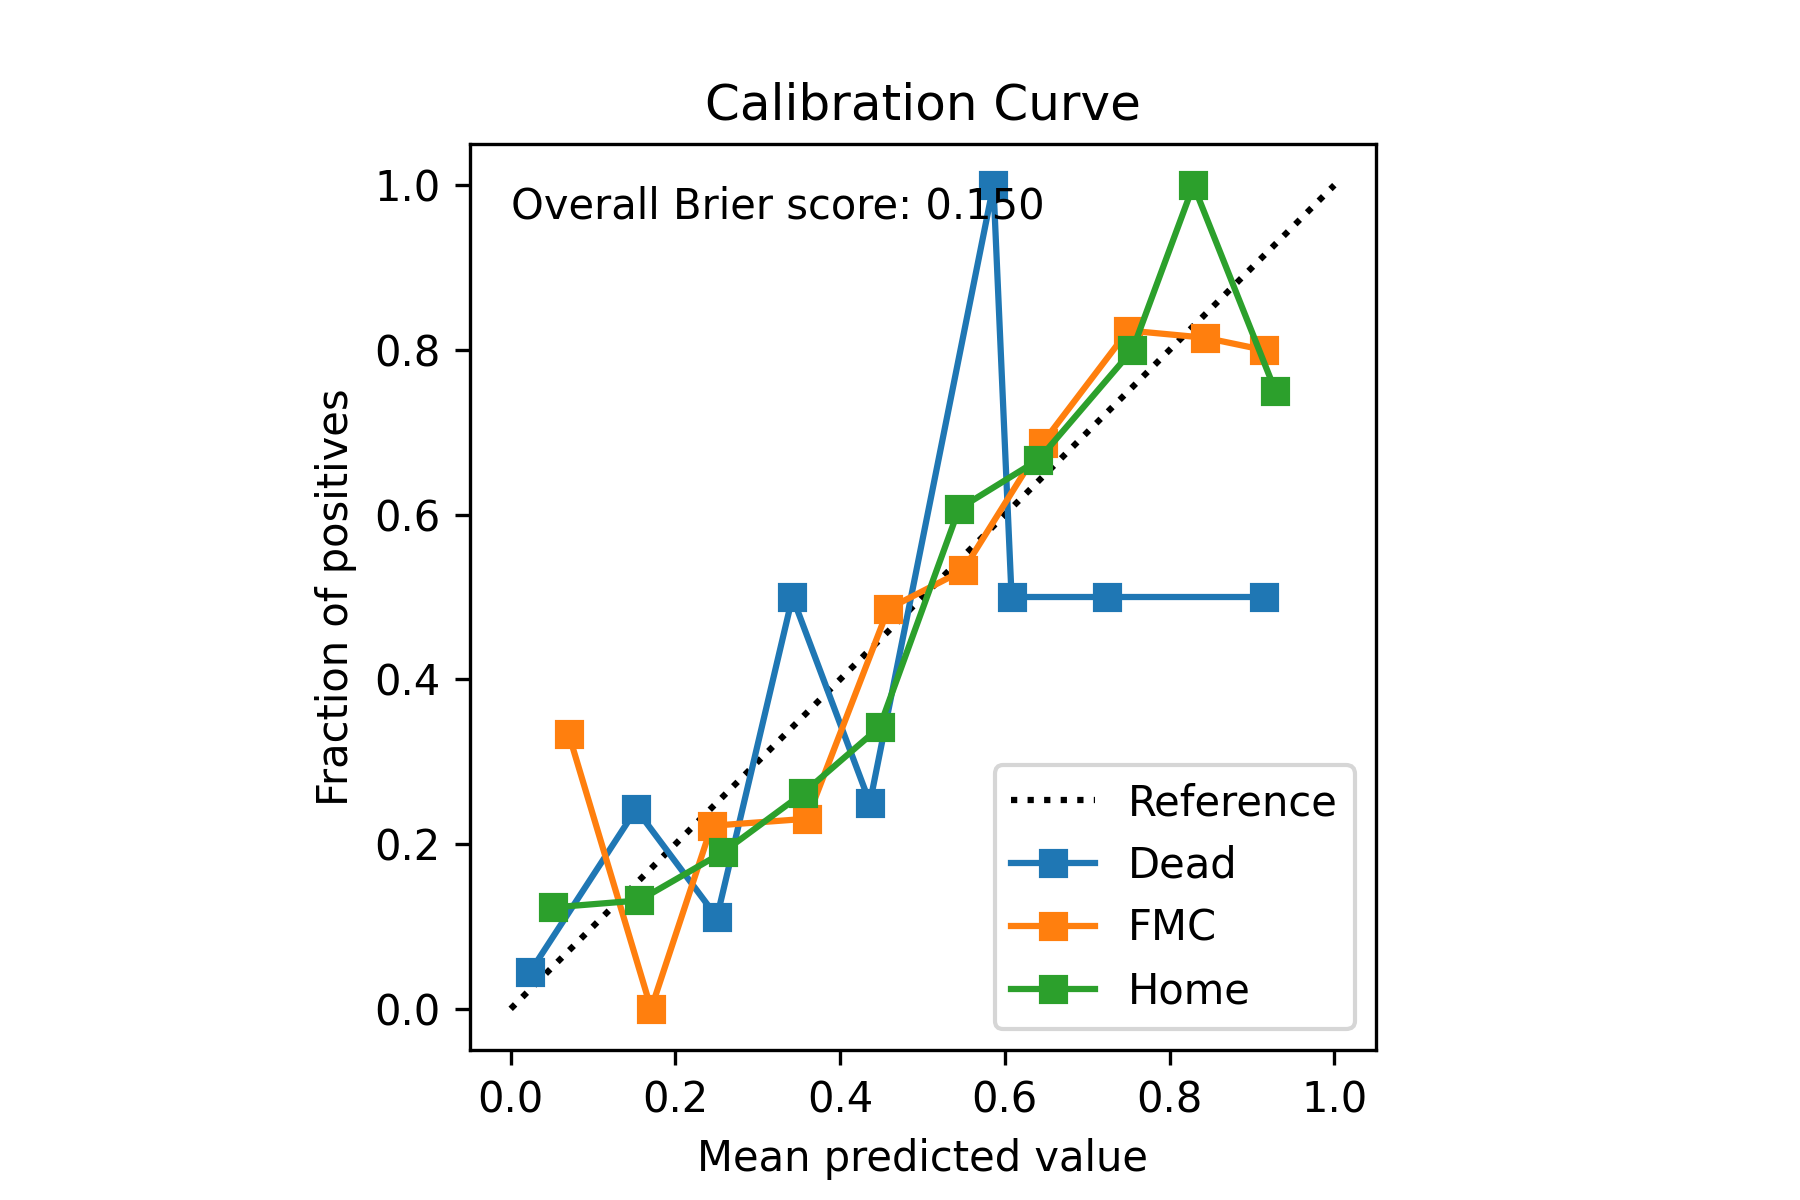 Calibration Curve
Overall Brier score: 0.150
1.0
0.8
0.6
0.4
0.2
0.0
Fraction of positives
Reference
Dead
FMC
Home
0.0 0.2 0.4 0.6 0.8 1.0
Mean predicted value